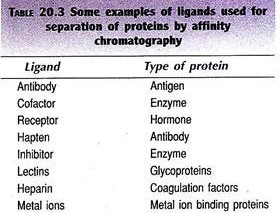 TABLE 20.3 Some examples of ligands used for
separation of proteins by affinity
chromatography
Ligand Type of protein
Antibody Antigen
Cofactor Enzyme
Receptor Hormone
Hapten Antibody
Inhibitor Enzyme
Lectins Glycoproteins
Heparin Coagulation factors
Metal ions Metal ion binding proteins